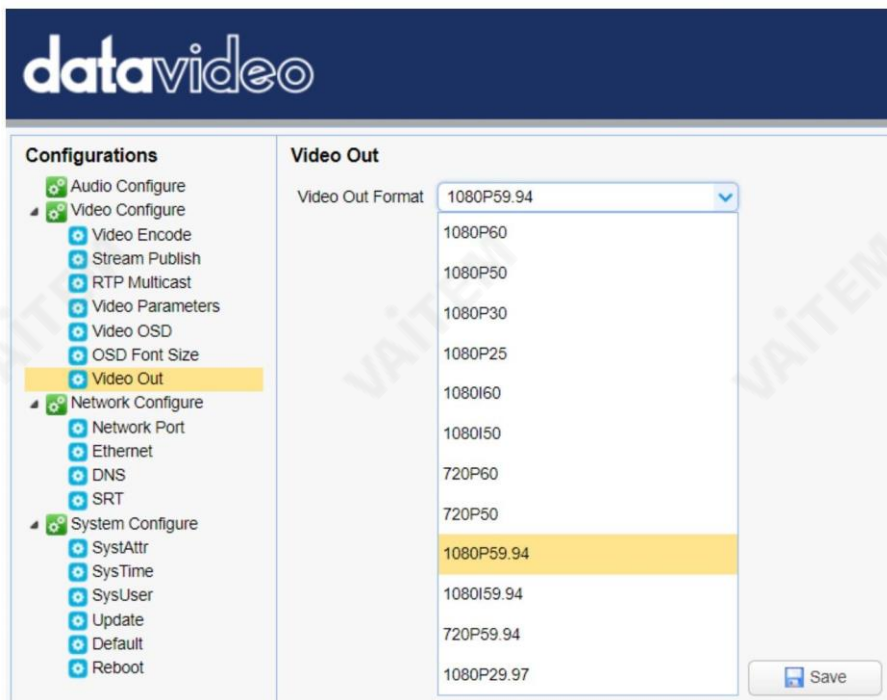 datavideo
Configurations
Audio Configure
Video Configure
Video Encode
Stream Publish
RTP Multicast
Video Parameters
Video OSD
OSD Font Size
Video Out
Network Configure
Network Port
Ethernet
DNS
SRT
System Configure
SystAttr
SysTime
SysUser
Update
Default
Reboot
Video Out
Video Out Format 1080P59.94
1080P60
1080P50
1080P30
1080P25
1080I60
1080I50
720P60
720P50
1080P59.94
1080I59.94
720P59.94
1080P29.97
Save
VAITEM
VAITEM
VAITEM